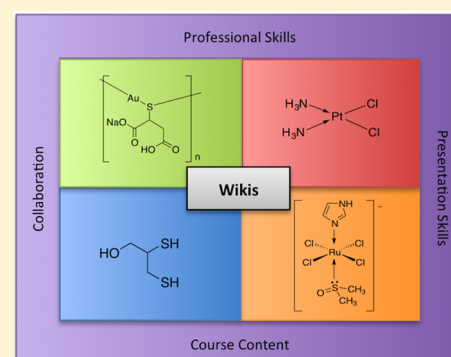 Professional Skills
Collaboration
Presentation Skills
Course Content
Wikis
Au
S
NaO
O
HO
O
n
H₃N
Pt
Cl
H₃N
Cl
HO
SH
SH
NH
N
Cl
Cl
Ru
Cl
Cl
O
S
CH₃
CH₃
−